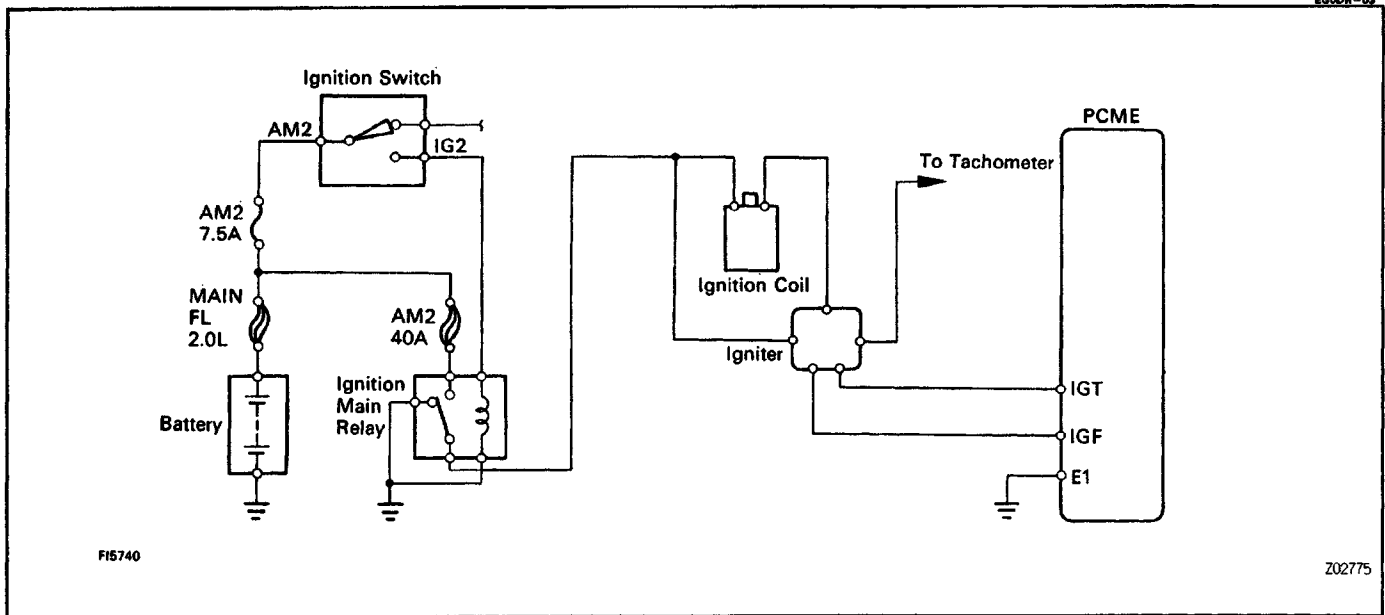 Ignition Switch
AM2
IG2
AM2
7.5A
MAIN
FL
2.0L
AM2
40A
Battery
Ignition
Main
Relay
Ignition Coil
Igniter
To Tachometer
PCME
IGT
IGF
E1
FI5740
Z02775